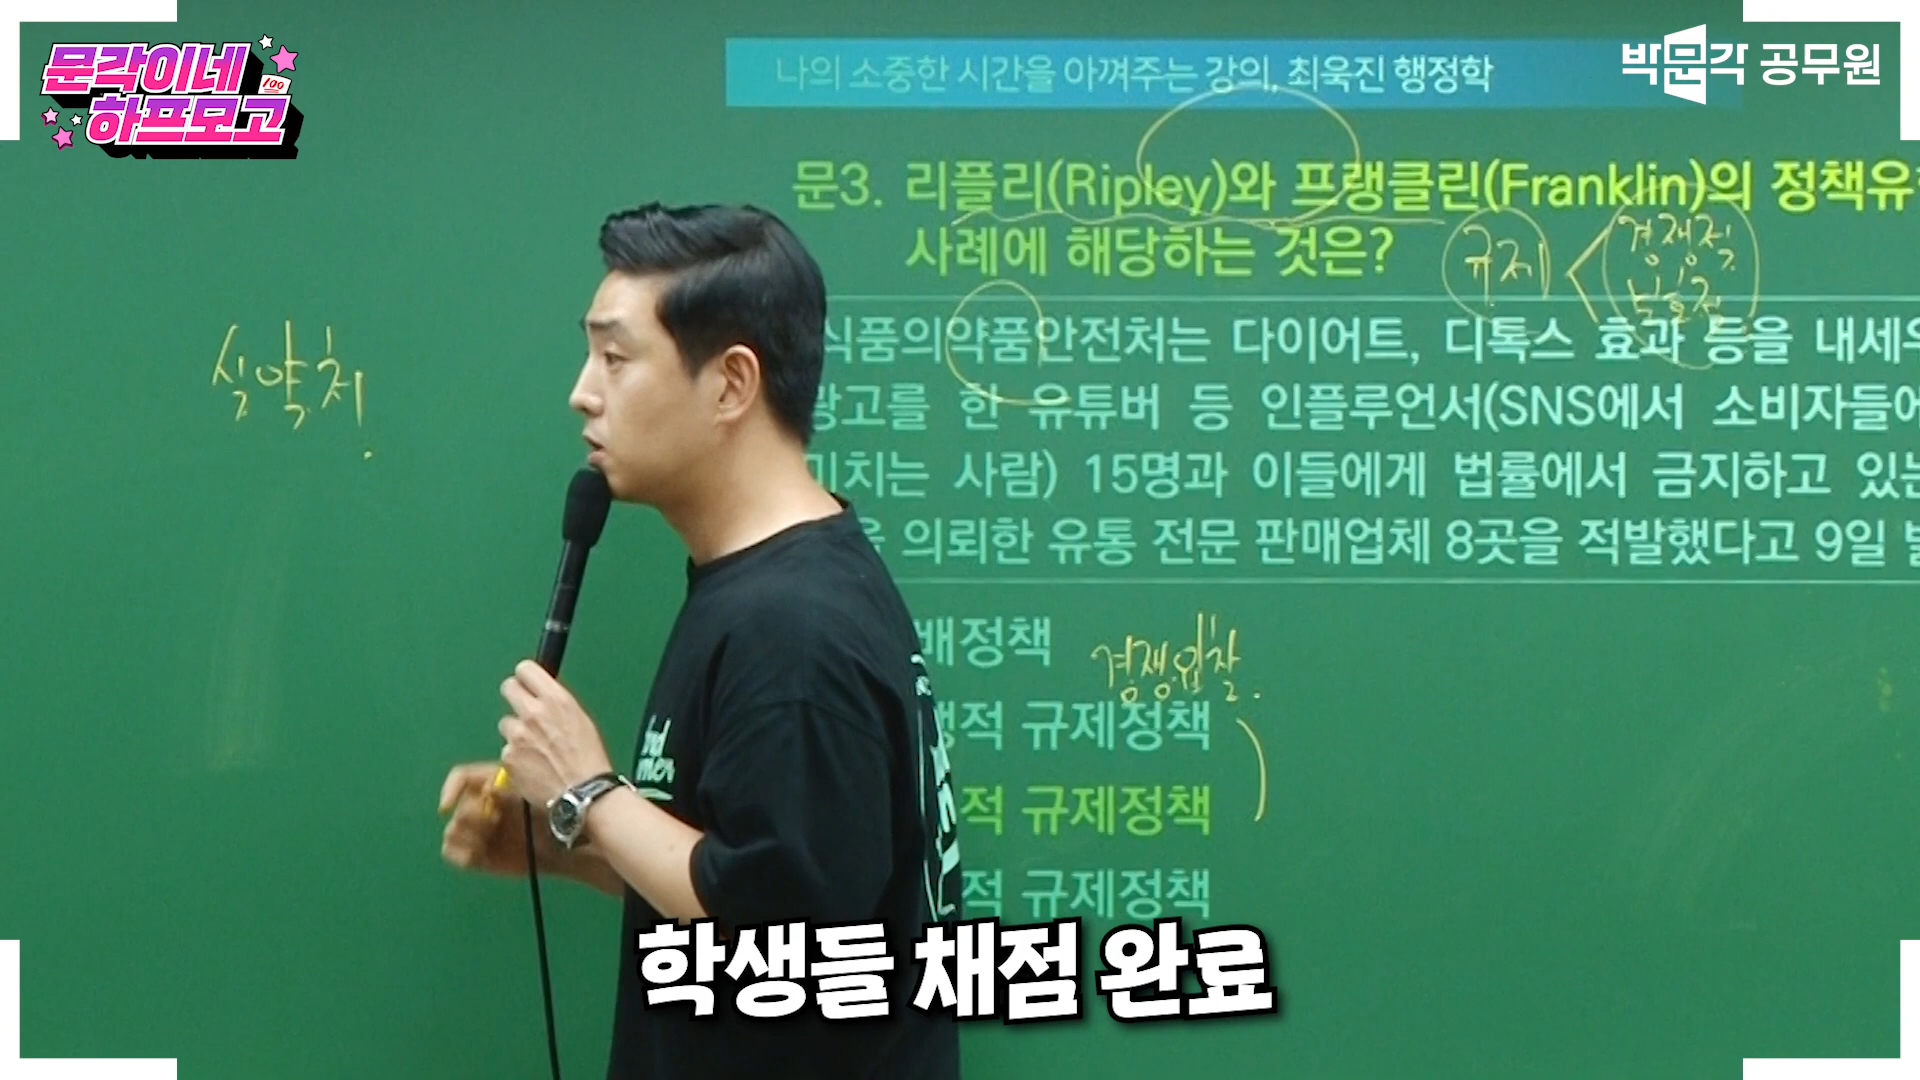 문각이네
하프모고
100
박문각 공무원
나의 소중한 시간을 아껴주는 강의, 최욱진 행정학
문3. 리플리(Ripley)와 프랭클린(Franklin)의 정책유
사례에 해당하는 것은?
규제
경쟁적
보호적
식약처.
식품의약품안전처는 다이어트, 디톡스 효과 등을 내세우
광고를 한 유튜버 등 인플루언서(SNS에서 소비자들에
미치는 사람) 15명과 이들에게 법률에서 금지하고 있는
의뢰한 유통 전문 판매업체 8곳을 적발했다고 9일
배정책
경쟁입찰.
쟁적 규제정책
적 규제정책
적 규제정책
학생들 채점 완료